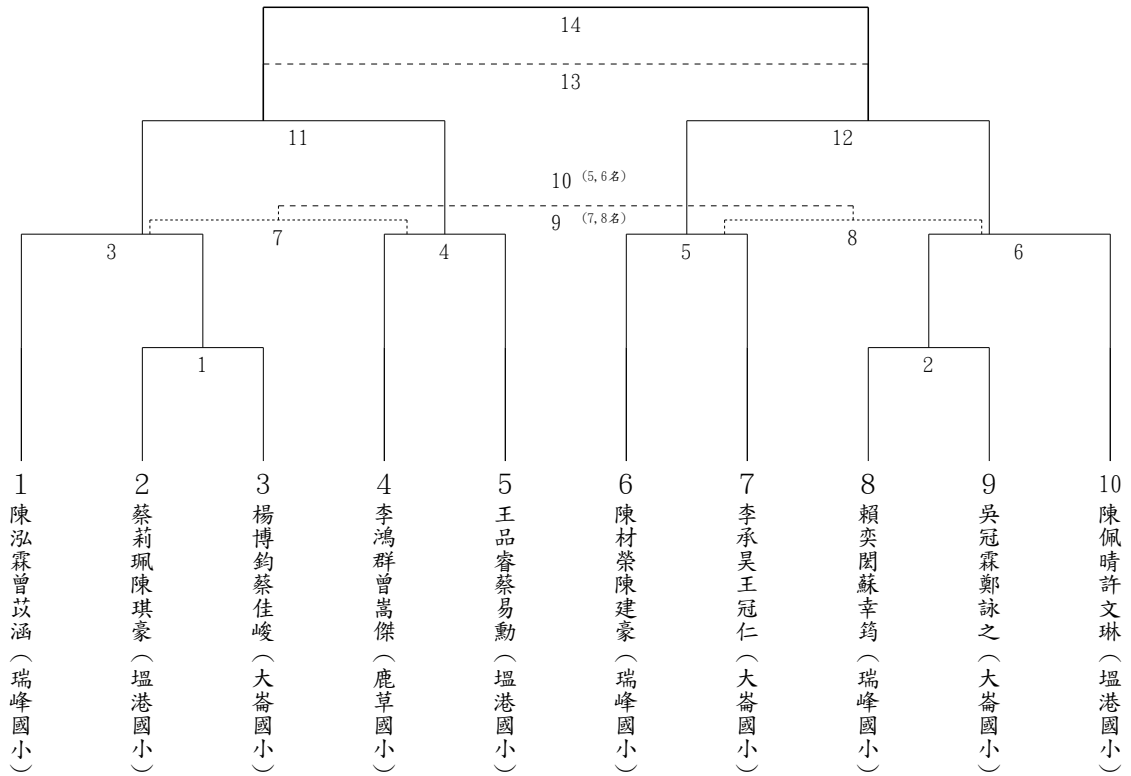 14
13
11
12
10 (5,6名)
9 (7,8名)
7
8
3
4
5
6
1
2
1
陳泓霖曾苡涵（瑞峰國小）
2
蔡莉珮陳琪豪（塭港國小）
3
楊博鈞蔡佳峻（大崙國小）
4
李鴻群曾嵩傑（鹿草國小）
5
王品睿蔡易勳（塭港國小）
6
陳材榮陳建豪（瑞峰國小）
7
李承昊王冠仁（大崙國小）
8
賴奕閎蘇幸筠（瑞峰國小）
9
吳冠霖鄭詠之（大崙國小）
10
陳佩晴許文琳（塭港國小）